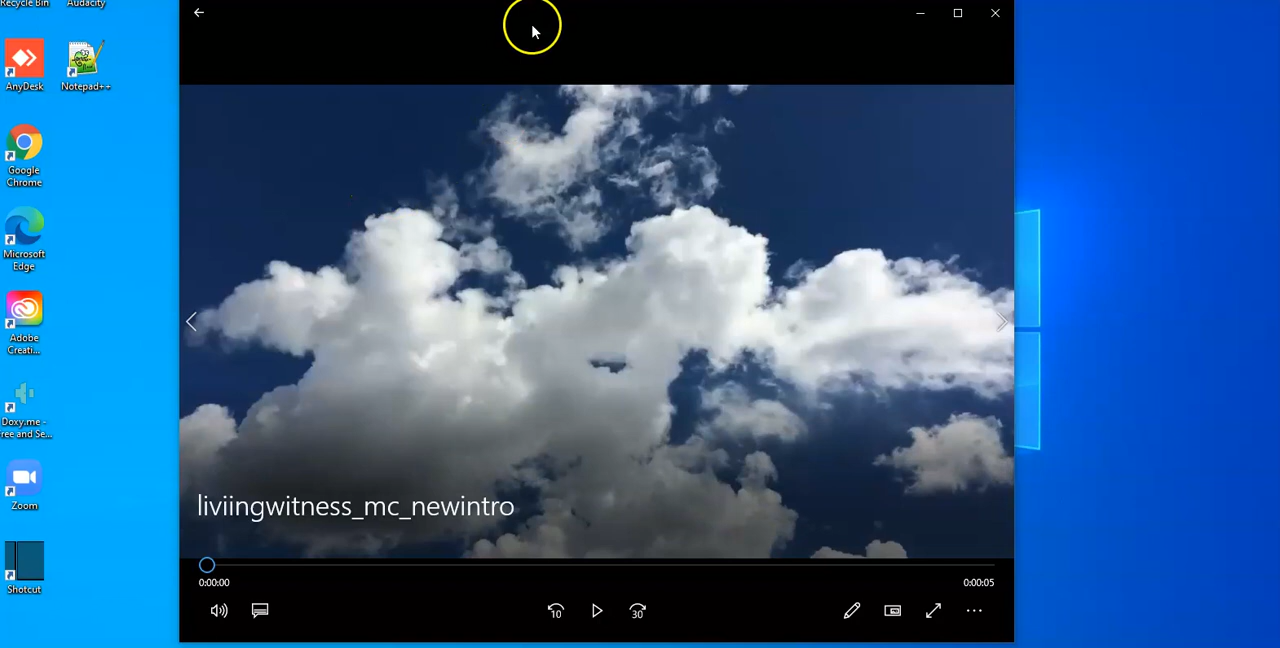 Recycle Bin
Audacity
AnyDesk
Notepad++
Google
Chrome
Microsoft
Edge
Adobe
Creati...
Doxy.me -
ree and Se...
Zoom
Shotcut
liviingwitness_mc_newintro
0:00:00
0:00:05
10
30